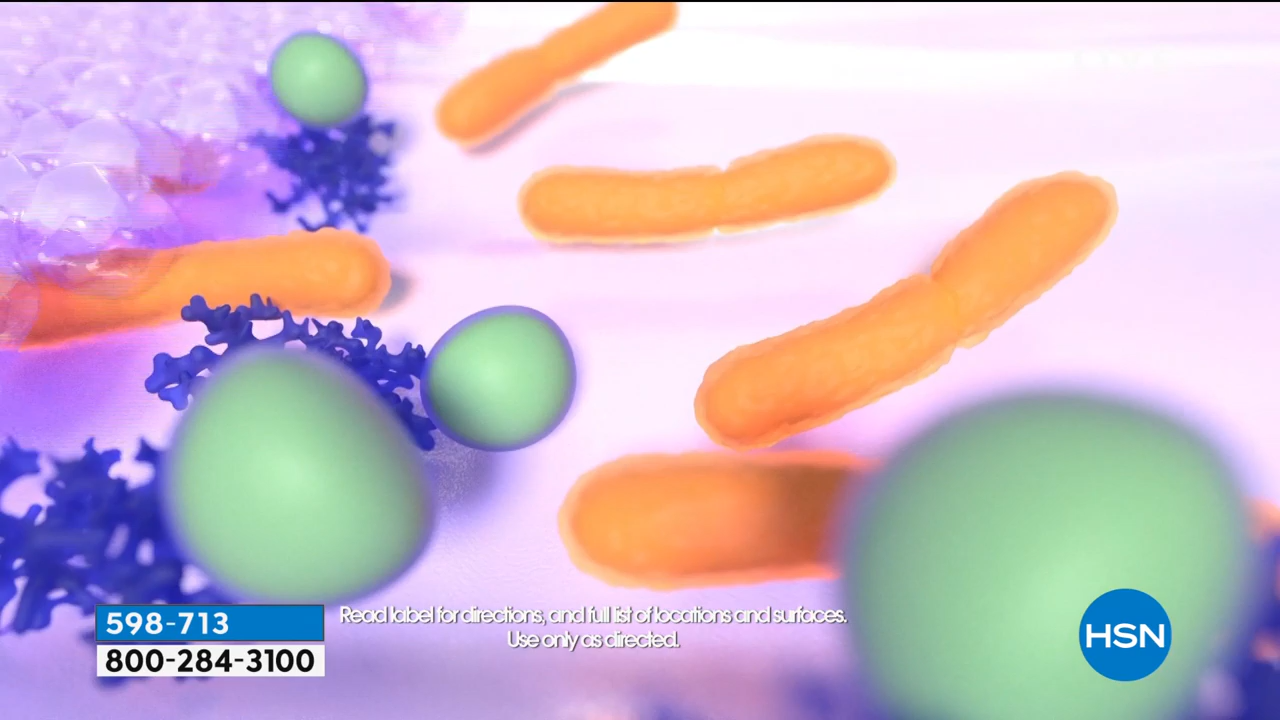 598-713
800-284-3100
Read label for directions, and full list of locations and surfaces.
Use only as directed.
HSN